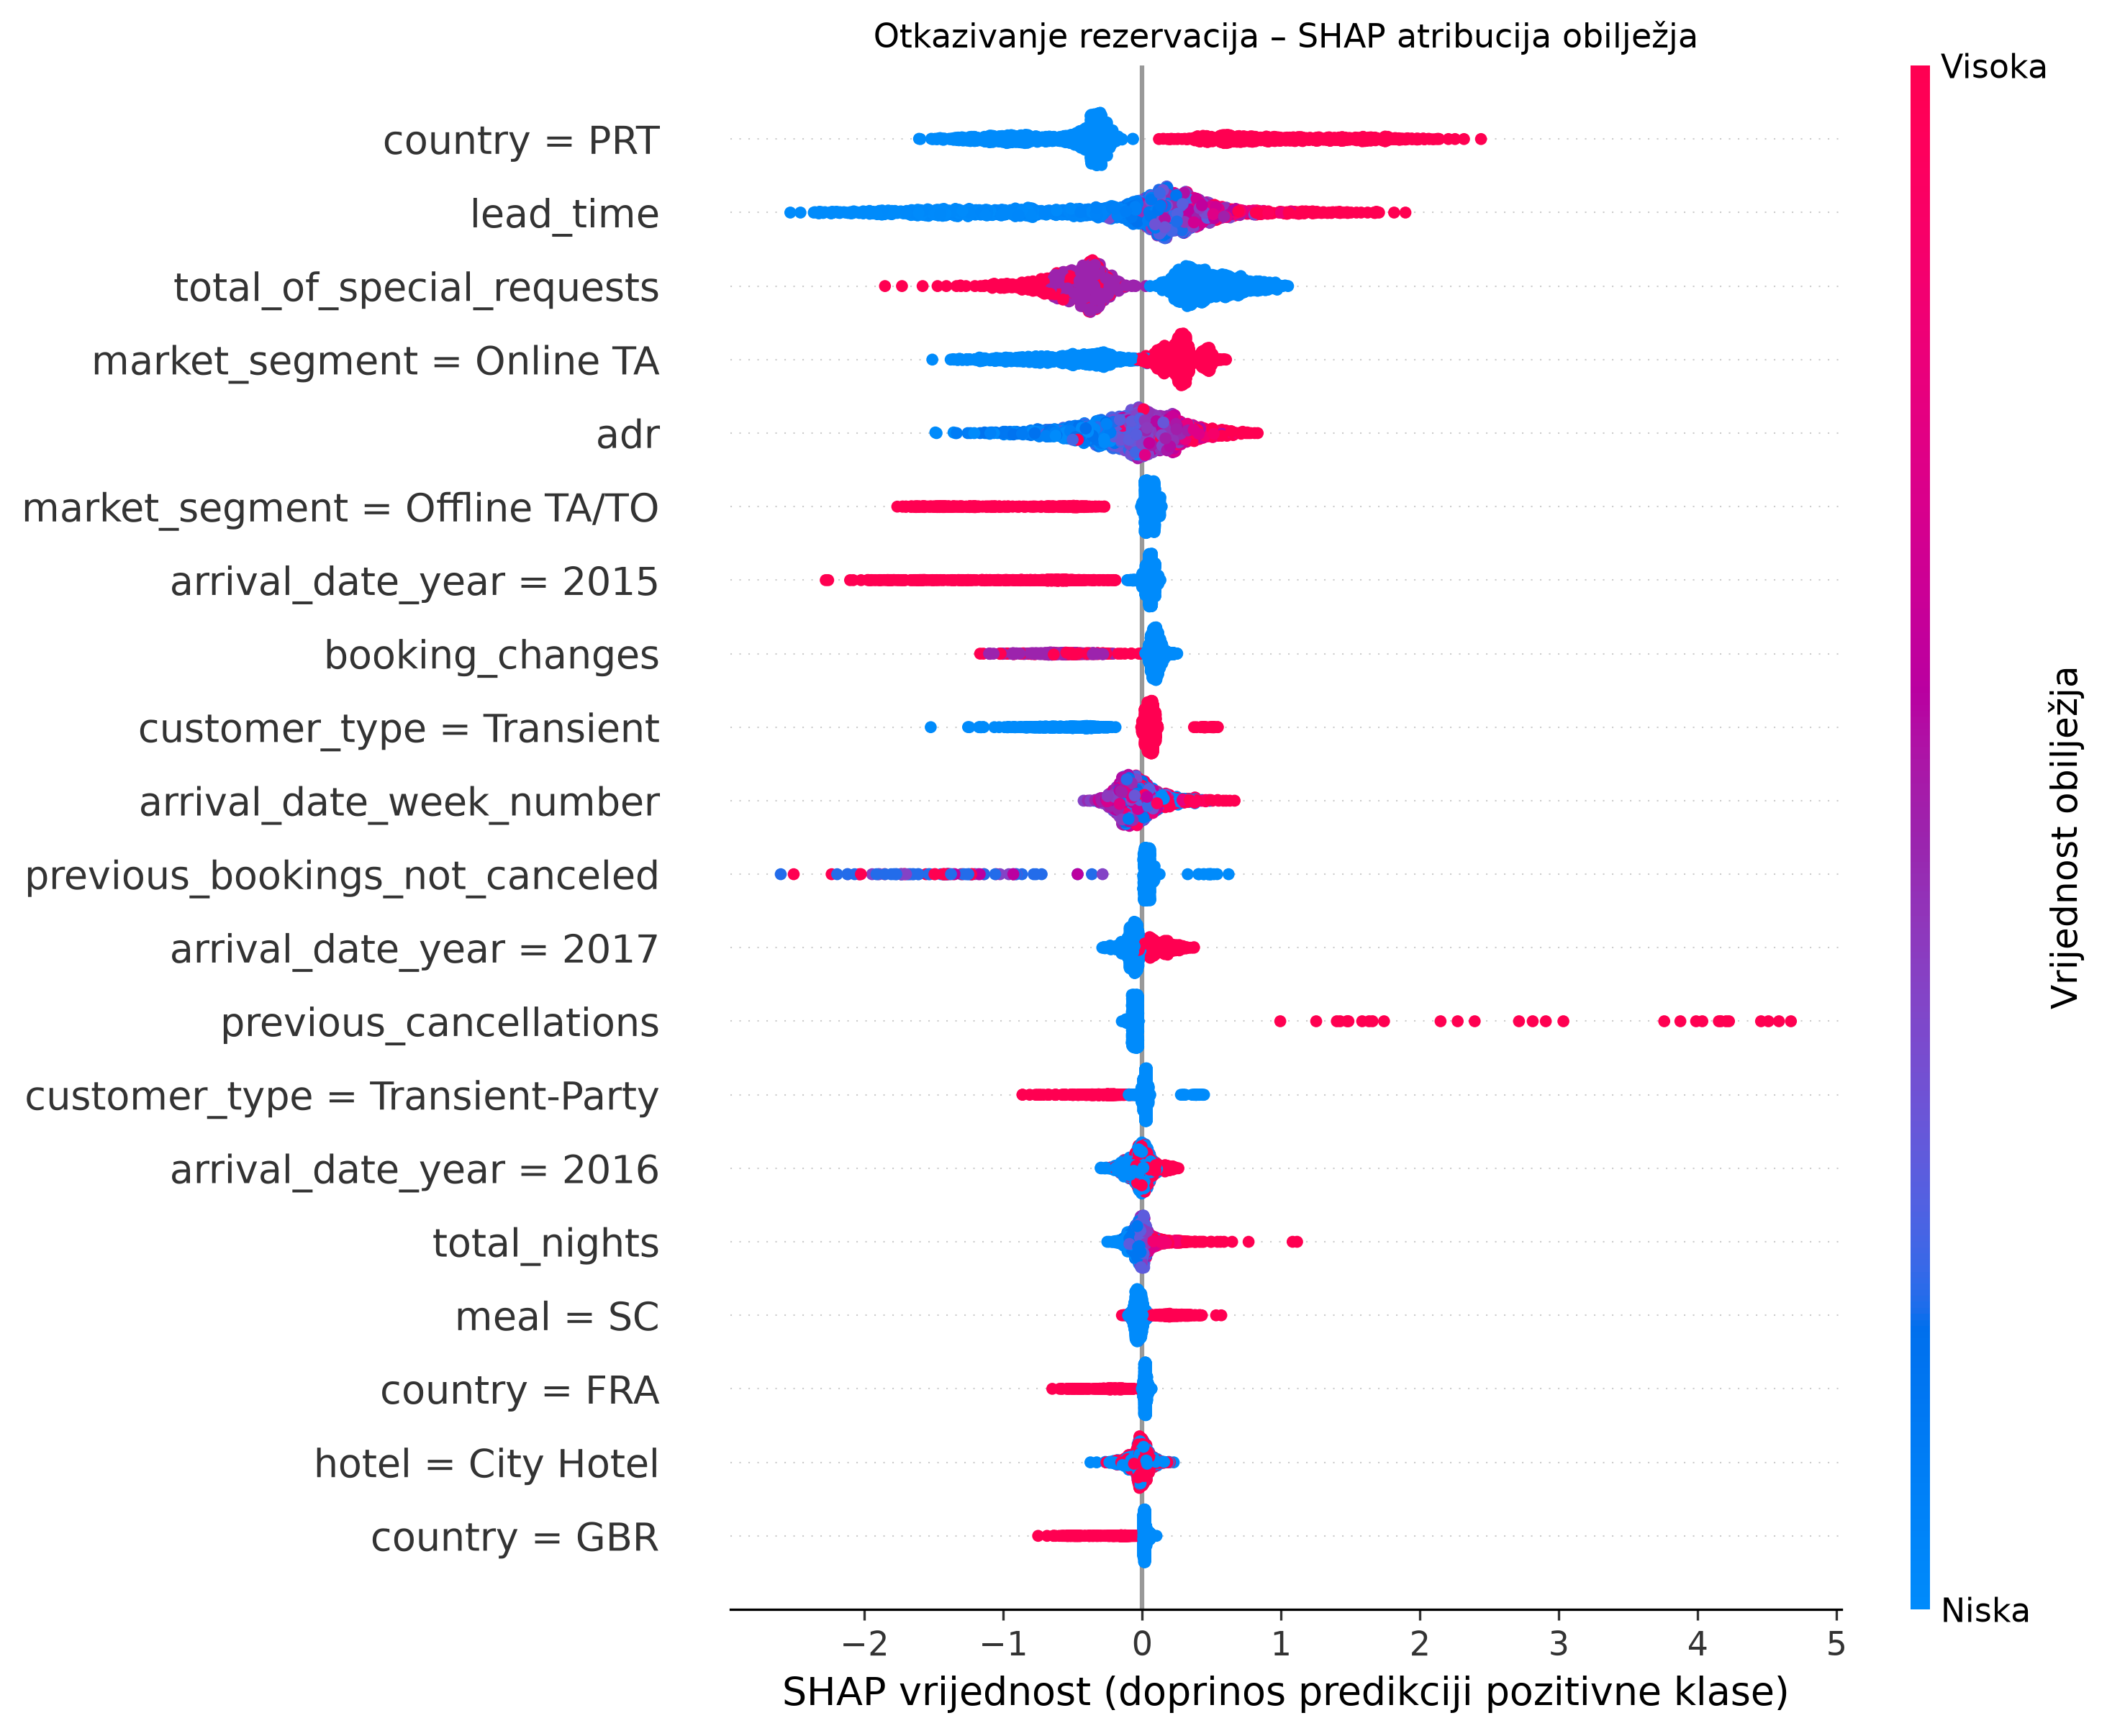 Otkazivanje rezervacija – SHAP atribucija obilježja
Visoka
country = PRT
lead_time
total_of_special_requests
market_segment = Online TA
adr
market_segment = Offline TA/TO
arrival_date_year = 2015
booking_changes
customer_type = Transient
arrival_date_week_number
previous_bookings_not_canceled
arrival_date_year = 2017
previous_cancellations
customer_type = Transient-Party
arrival_date_year = 2016
total_nights
meal = SC
country = FRA
hotel = City Hotel
country = GBR
Vrijednost obilježja
Niska
−2 −1 0 1 2 3 4 5
SHAP vrijednost (doprinos predikciji pozitivne klase)